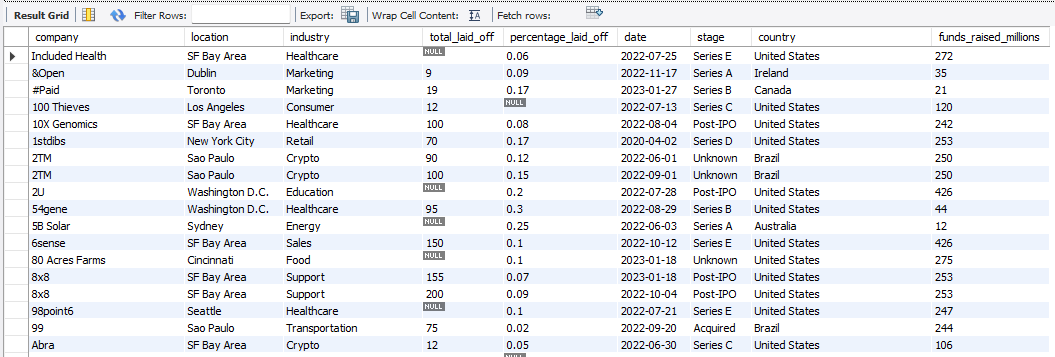 Result Grid Filter Rows: Export: Wrap Cell Content: Fetch rows:
company location industry total_laid_off percentage_laid_off date stage country funds_raised_millions
Included Health SF Bay Area Healthcare NULL 0.06 2022-07-25 Series E United States 272
&Open Dublin Marketing 9 0.09 2022-11-17 Series A Ireland 35
#Paid Toronto Marketing 19 0.17 2023-01-27 Series B Canada 21
100 Thieves Los Angeles Consumer 12 NULL 2022-07-13 Series C United States 120
10X Genomics SF Bay Area Healthcare 100 0.08 2022-08-04 Post-IPO United States 242
1stdibs New York City Retail 70 0.17 2020-04-02 Series D United States 253
2TM Sao Paulo Crypto 90 0.12 2022-06-01 Unknown Brazil 250
2TM Sao Paulo Crypto 100 0.15 2022-09-01 Unknown Brazil 250
2U Washington D.C. Education NULL 0.2 2022-07-28 Post-IPO United States 426
54gene Washington D.C. Healthcare 95 0.3 2022-08-29 Series B United States 44
5B Solar Sydney Energy NULL 0.25 2022-06-03 Series A Australia 12
6sense SF Bay Area Sales 150 0.1 2022-10-12 Series E United States 426
80 Acres Farms Cincinnati Food NULL 0.1 2023-01-18 Unknown United States 275
8x8 SF Bay Area Support 155 0.07 2023-01-18 Post-IPO United States 253
8x8 SF Bay Area Support 200 0.09 2022-10-04 Post-IPO United States 253
98point6 Seattle Healthcare NULL 0.1 2022-07-21 Series E United States 247
99 Sao Paulo Transportation 75 0.02 2022-09-20 Acquired Brazil 244
Abra SF Bay Area Crypto 12 0.05 2022-06-30 Series C United States 106